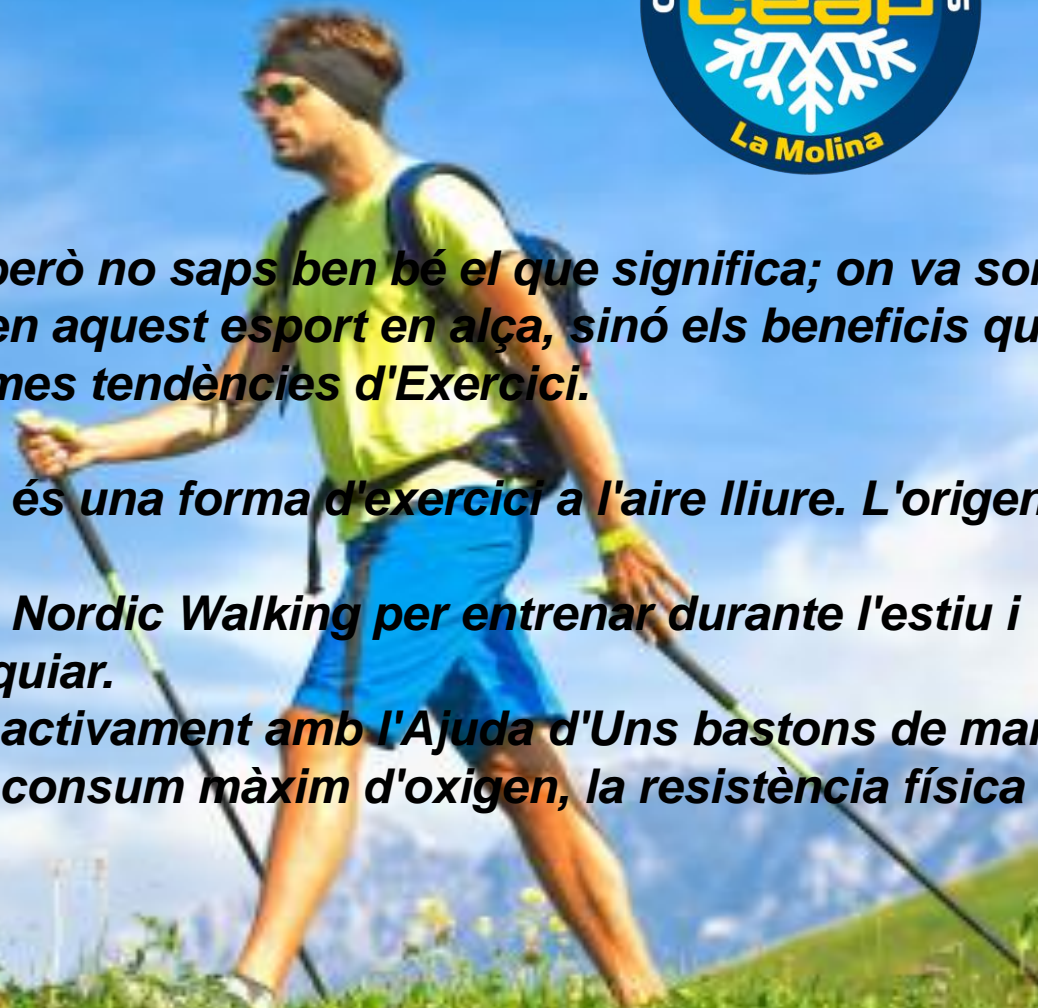 ceap
La Molina
però no saps ben bé el que significa; on va sor
en aquest esport en alça, sinó els beneficis qu
mes tendències d'Exercici.
és una forma d'exercici a l'aire lliure. L'origen
Nordic Walking per entrenar durante l'estiu i
quiar.
activament amb l'Ajuda d'Uns bastons de mar
consum màxim d'oxigen, la resistència física